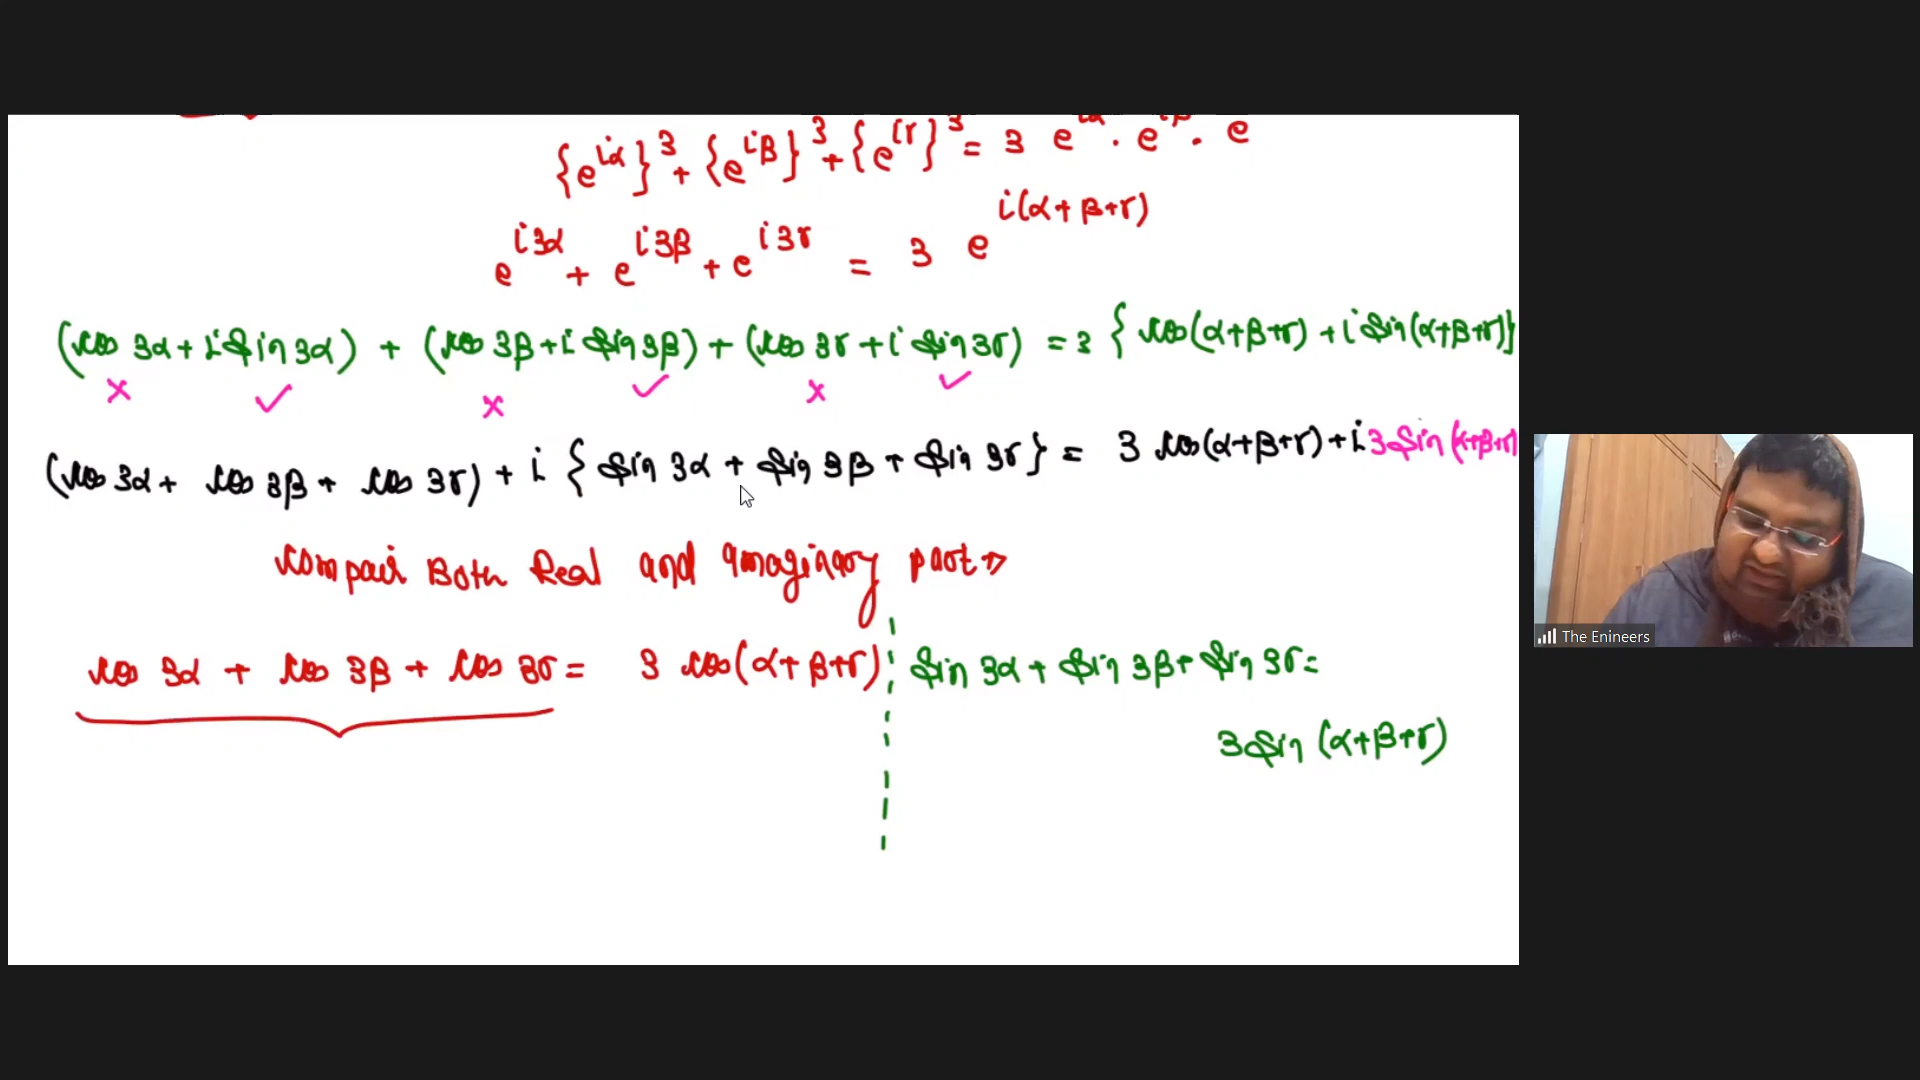 {e^{iα}}^3 + {e^{iβ}}^3 + {e^{iγ}}^3 = 3 e^{iα} . e^{iβ} . e
e^{i3α} + e^{i3β} + e^{i3γ} = 3 e^{i(α+β+γ)}
(cos 3α + i Sin 3α) + (cos 3β + i Sin 3β) + (cos 3γ + i Sin 3γ) = 3 { cos(α+β+γ) + i Sin(α+β+γ)}
× ✓ × ✓ × ✓
(cos 3α + cos 3β + cos 3γ) + i { Sin 3α + Sin 3β + Sin 3γ } = 3 cos(α+β+γ) + i 3 Sin (α+β+γ)
Compair Both Real and Imaginary part →
cos 3α + cos 3β + cos 3γ = 3 cos(α+β+γ)
Sin 3α + Sin 3β + Sin 3γ =
3 Sin (α+β+γ)
The Enineers